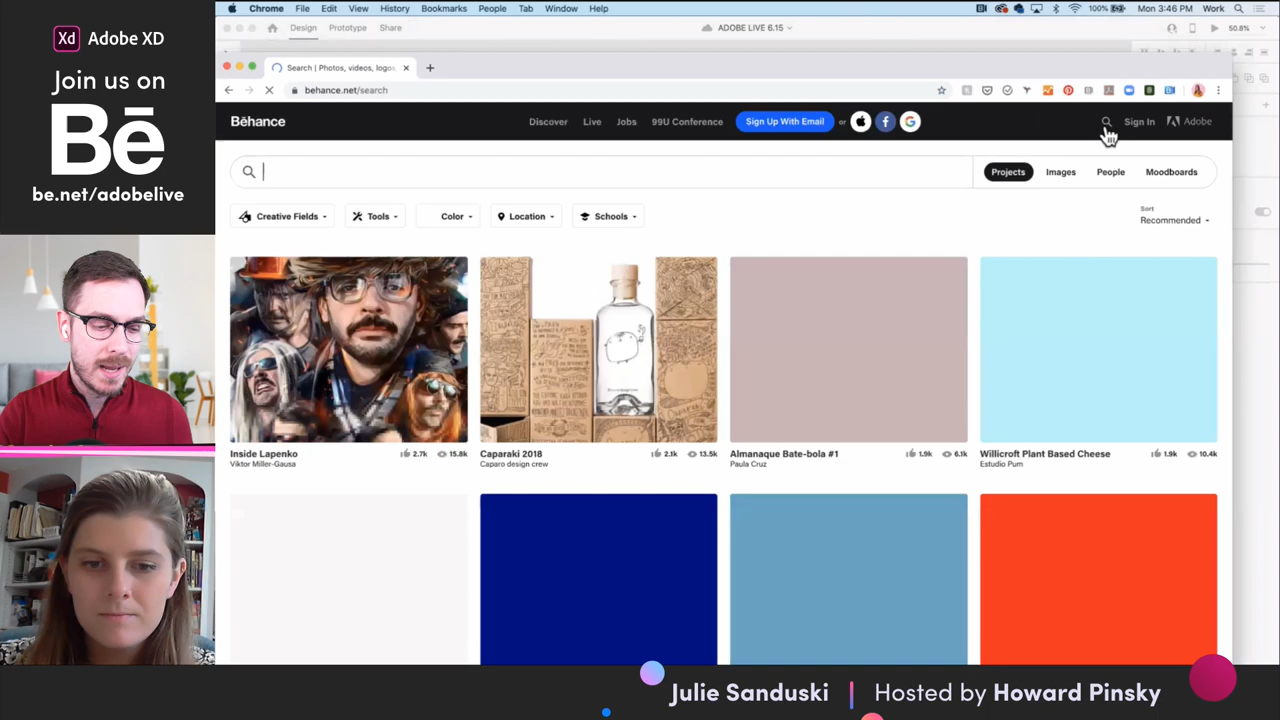 Xd Adobe XD
Join us on
Bē
be.net/adobelive
Chrome File Edit View History Bookmarks People Tab Window Help
100% Mon 3:46 PM Work
Design Prototype Share
ADOBE LIVE 6.15
50.8%
Search | Photos, videos, logos,
behance.net/search
Bēhance
Discover Live Jobs 99U Conference Sign Up With Email or
Sign In Adobe
Projects Images People Moodboards
Creative Fields Tools Color Location Schools
Sort
Recommended
Inside Lapenko 2.7k 15.8k
Viktor Miller-Gausa
Caparaki 2018 2.1k 13.5k
Caparo design crew
Almanaque Bate-bola #1 1.9k 6.1k
Paula Cruz
Willicroft Plant Based Cheese 1.9k 10.4k
Estudio Pum
Julie Sanduski | Hosted by Howard Pinsky